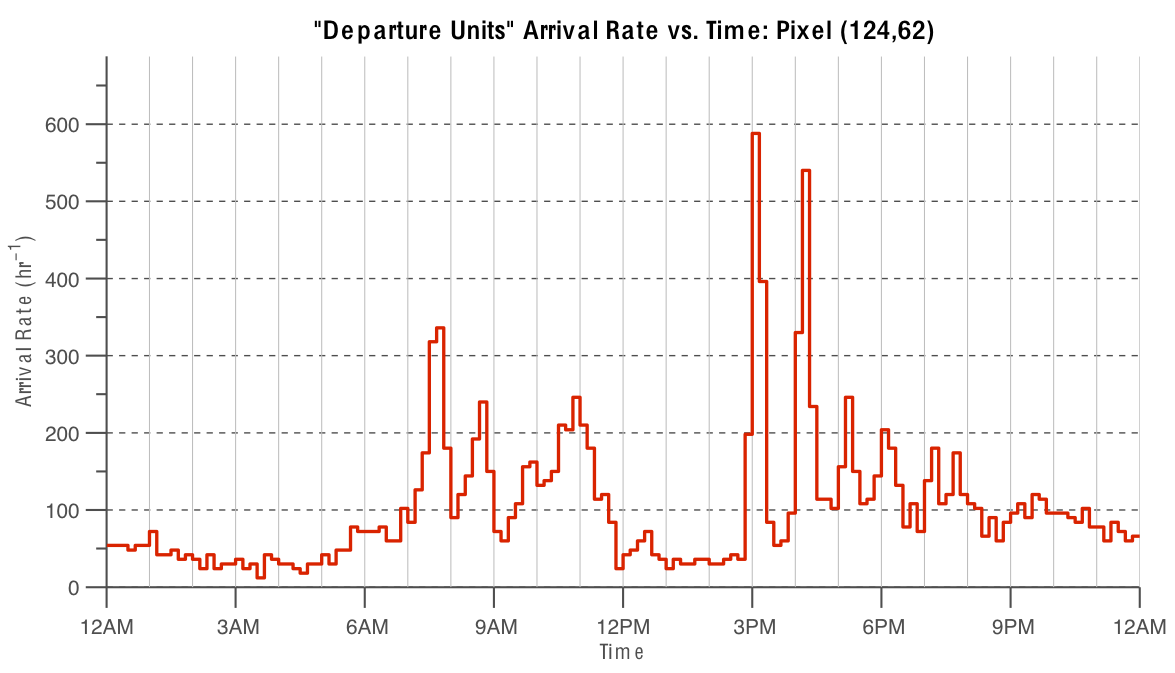 "Departure Units" Arrival Rate vs. Time: Pixel (124,62)
Arrival Rate (hr⁻¹)
600
500
400
300
200
100
0
12AM 3AM 6AM 9AM 12PM 3PM 6PM 9PM 12AM
Time